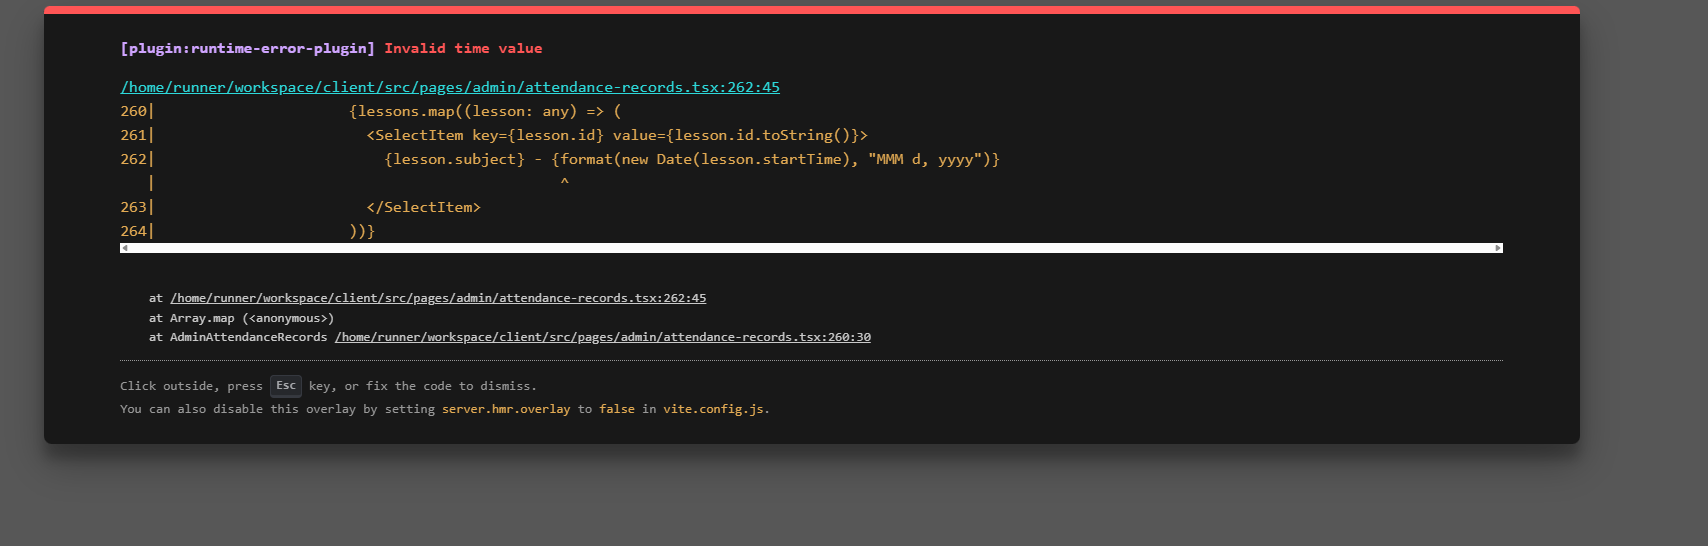 [plugin:runtime-error-plugin] Invalid time value
/home/runner/workspace/client/src/pages/admin/attendance-records.tsx:262:45
260|                      {lessons.map((lesson: any) => (
261|                        <SelectItem key={lesson.id} value={lesson.id.toString()}>
262|                          {lesson.subject} - {format(new Date(lesson.startTime), "MMM d, yyyy")}
   |                                              ^
263|                        </SelectItem>
264|                      ))}
at /home/runner/workspace/client/src/pages/admin/attendance-records.tsx:262:45
at Array.map (<anonymous>)
at AdminAttendanceRecords /home/runner/workspace/client/src/pages/admin/attendance-records.tsx:260:30
Click outside, press Esc key, or fix the code to dismiss.
You can also disable this overlay by setting server.hmr.overlay to false in vite.config.js.